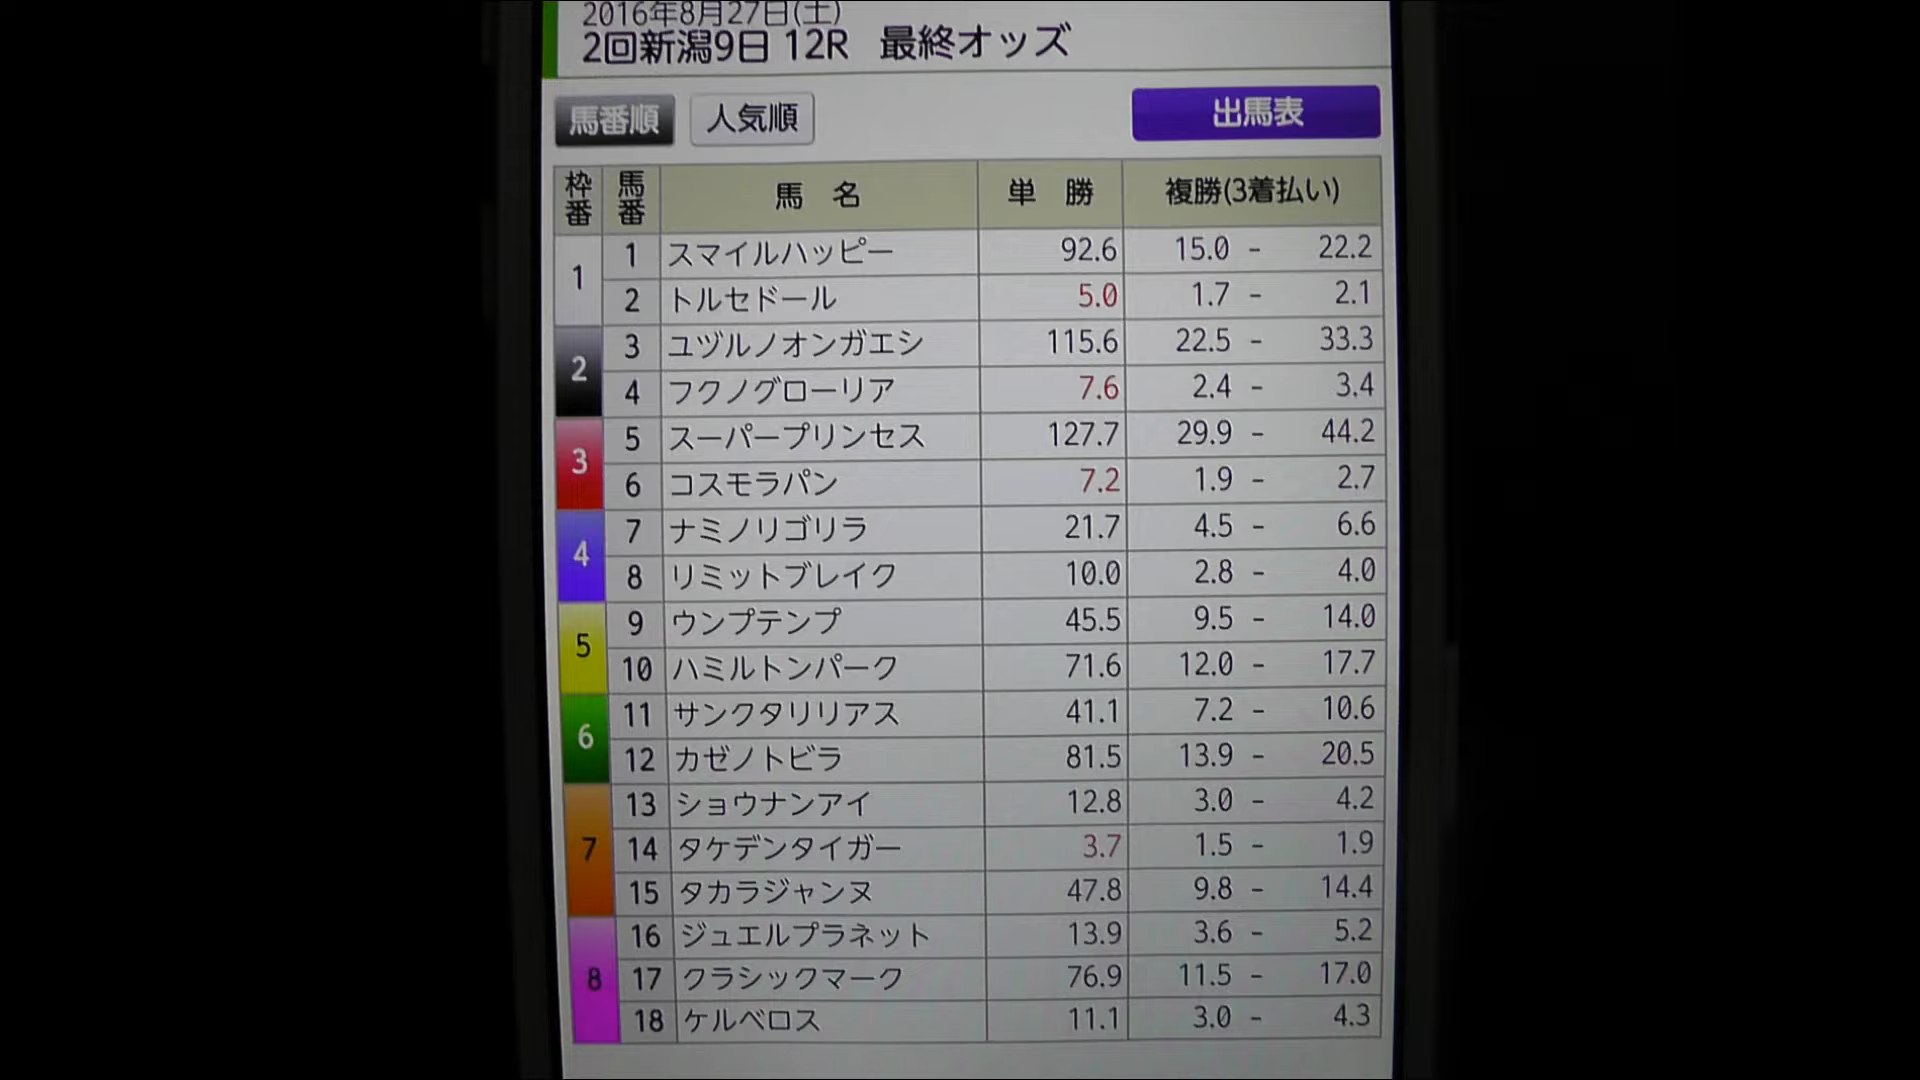 2016年8月27日(土)
2回新潟9日 12R 最終オッズ
馬番順 人気順 出馬表
枠番 馬番 馬 名 単 勝 複勝(3着払い)
1 1 スマイルハッピー 92.6 15.0 - 22.2
2 トルセドール 5.0 1.7 - 2.1
2 3 ユヅルノオンガエシ 115.6 22.5 - 33.3
4 フクノグローリア 7.6 2.4 - 3.4
3 5 スーパープリンセス 127.7 29.9 - 44.2
6 コスモラパン 7.2 1.9 - 2.7
4 7 ナミノリゴリラ 21.7 4.5 - 6.6
8 リミットブレイク 10.0 2.8 - 4.0
5 9 ウンプテンプ 45.5 9.5 - 14.0
10 ハミルトンパーク 71.6 12.0 - 17.7
6 11 サンクタリリアス 41.1 7.2 - 10.6
12 カゼノトビラ 81.5 13.9 - 20.5
7 13 ショウナンアイ 12.8 3.0 - 4.2
14 タケデンタイガー 3.7 1.5 - 1.9
15 タカラジャンヌ 47.8 9.8 - 14.4
8 16 ジュエルプラネット 13.9 3.6 - 5.2
17 クラシックマーク 76.9 11.5 - 17.0
18 ケルベロス 11.1 3.0 - 4.3